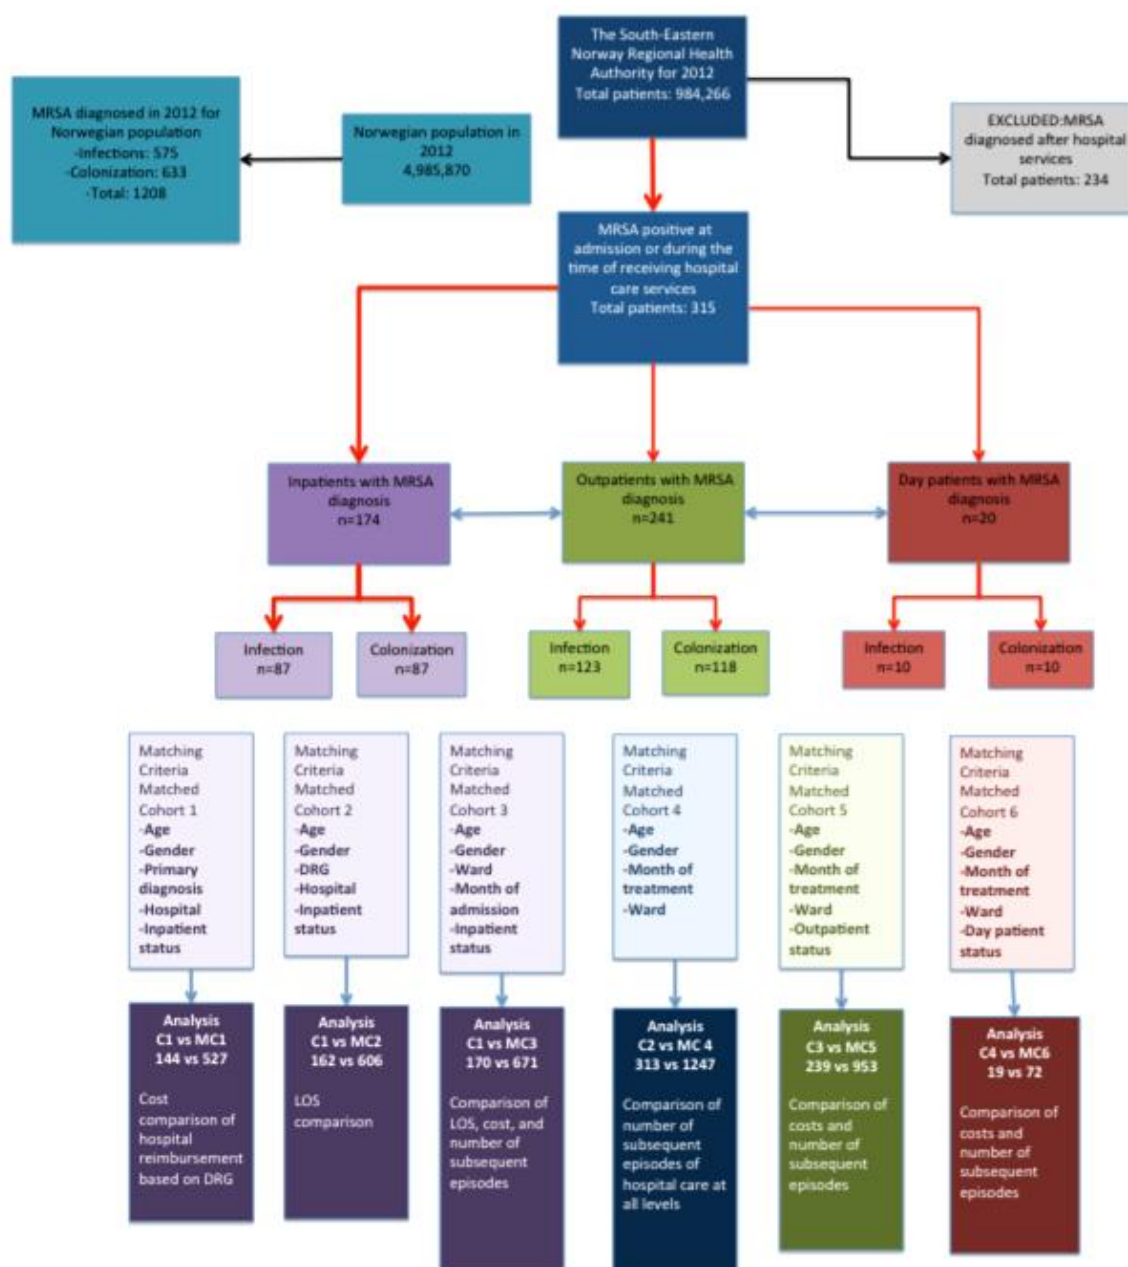 The South-Eastern
Norway Regional Health
Authority for 2012
Total patients: 984,266
MRSA diagnosed in 2012 for
Norwegian population
-Infections: 575
-Colonization: 633
-Total: 1208
Norwegian population in
2012
4,985,870
EXCLUDED:MRSA
diagnosed after hospital
services
Total patients: 234
MRSA positive at
admission or during the
time of receiving hospital
care services
Total patients: 315
Inpatients with MRSA
diagnosis
n=174
Outpatients with MRSA
diagnosis
n=241
Day patients with MRSA
diagnosis
n=20
Infection
n=87
Colonization
n=87
Infection
n=123
Colonization
n=118
Infection
n=10
Colonization
n=10
Matching
Criteria
Matched
Cohort 1
-Age
-Gender
-Primary
diagnosis
-Hospital
-Inpatient
status
Matching
Criteria
Matched
Cohort 2
-Age
-Gender
-DRG
-Hospital
-Inpatient
status
Matching
Criteria
Matched
Cohort 3
-Age
-Gender
-Ward
-Month of
admission
-Inpatient
status
Matching
Criteria
Matched
Cohort 4
-Age
-Gender
-Month of
treatment
-Ward
Matching
Criteria
Matched
Cohort 5
-Age
-Gender
-Month of
treatment
-Ward
-Outpatient
status
Matching
Criteria
Matched
Cohort 6
-Age
-Gender
-Month of
treatment
-Ward
-Day patient
status
Analysis
C1 vs MC1
144 vs 527
Cost
comparison of
hospital
reimbursement
based on DRG
Analysis
C1 vs MC2
162 vs 606
LOS
comparison
Analysis
C1 vs MC3
170 vs 671
Comparison of
LOS, cost, and
number of
subsequent
episodes
Analysis
C2 vs MC 4
313 vs 1247
Comparison of
number of
subsequent
episodes of
hospital care at
all levels
Analysis
C3 vs MC5
239 vs 953
Comparison of
costs and
number of
subsequent
episodes
Analysis
C4 vs MC6
19 vs 72
Comparison of
costs and
number of
subsequent
episodes